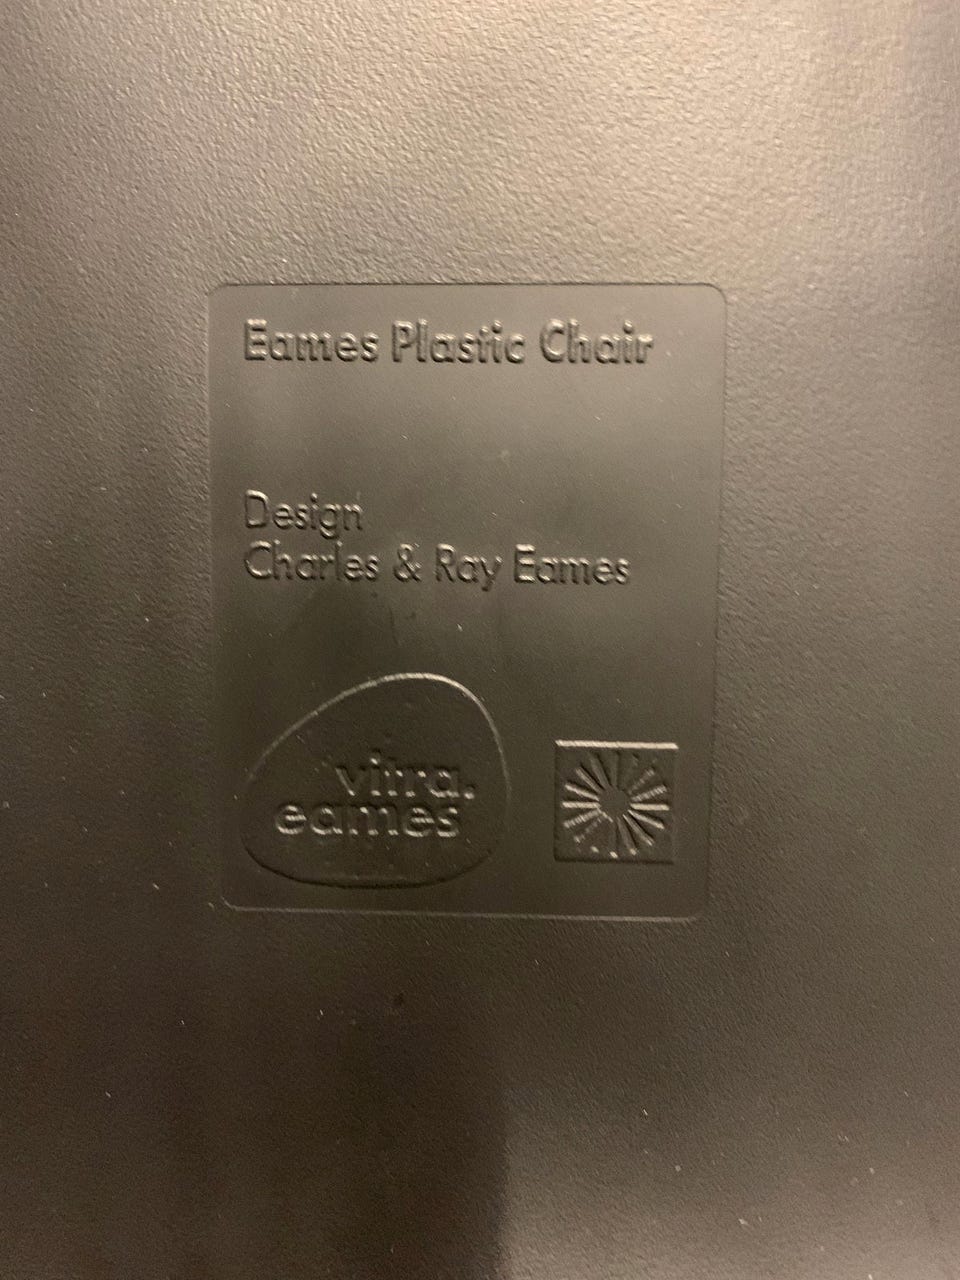 Eames Plastic Chair
Design
Charles & Ray Eames
vitra.
eames